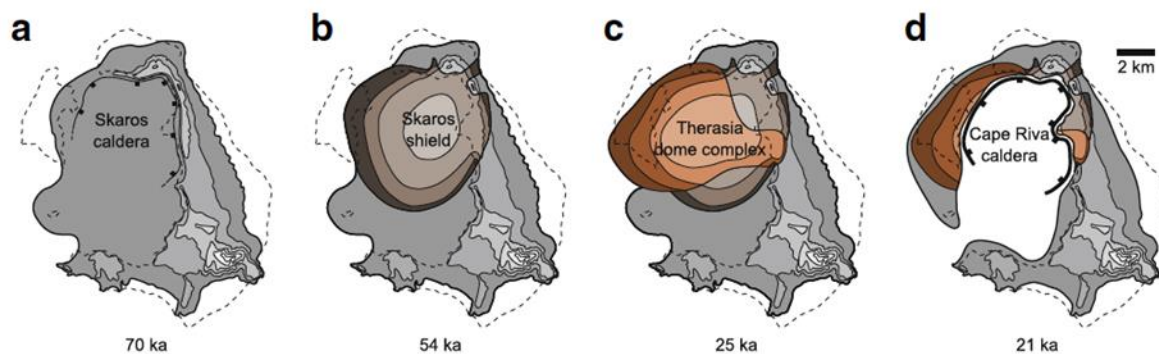 a
b
c
d
2 km
Skaros
caldera
Skaros
shield
Therasia
dome complex
Cape Riva
caldera
70 ka
54 ka
25 ka
21 ka